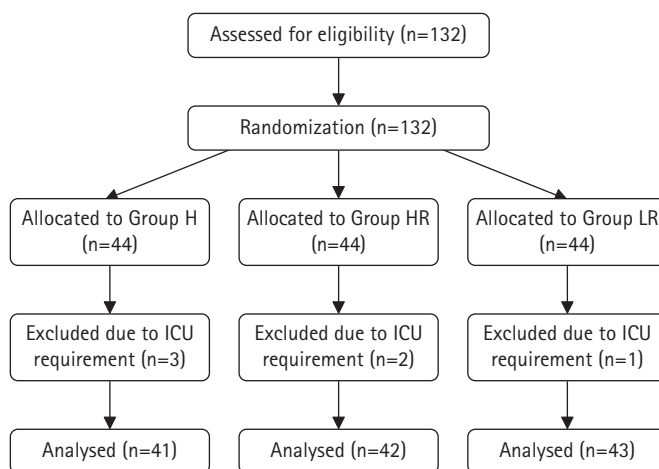 Assessed for eligibility (n=132)
Randomization (n=132)
Allocated to Group H
(n=44)
Allocated to Group HR
(n=44)
Allocated to Group LR
(n=44)
Excluded due to ICU
requirement (n=3)
Excluded due to ICU
requirement (n=2)
Excluded due to ICU
requirement (n=1)
Analysed (n=41)
Analysed (n=42)
Analysed (n=43)